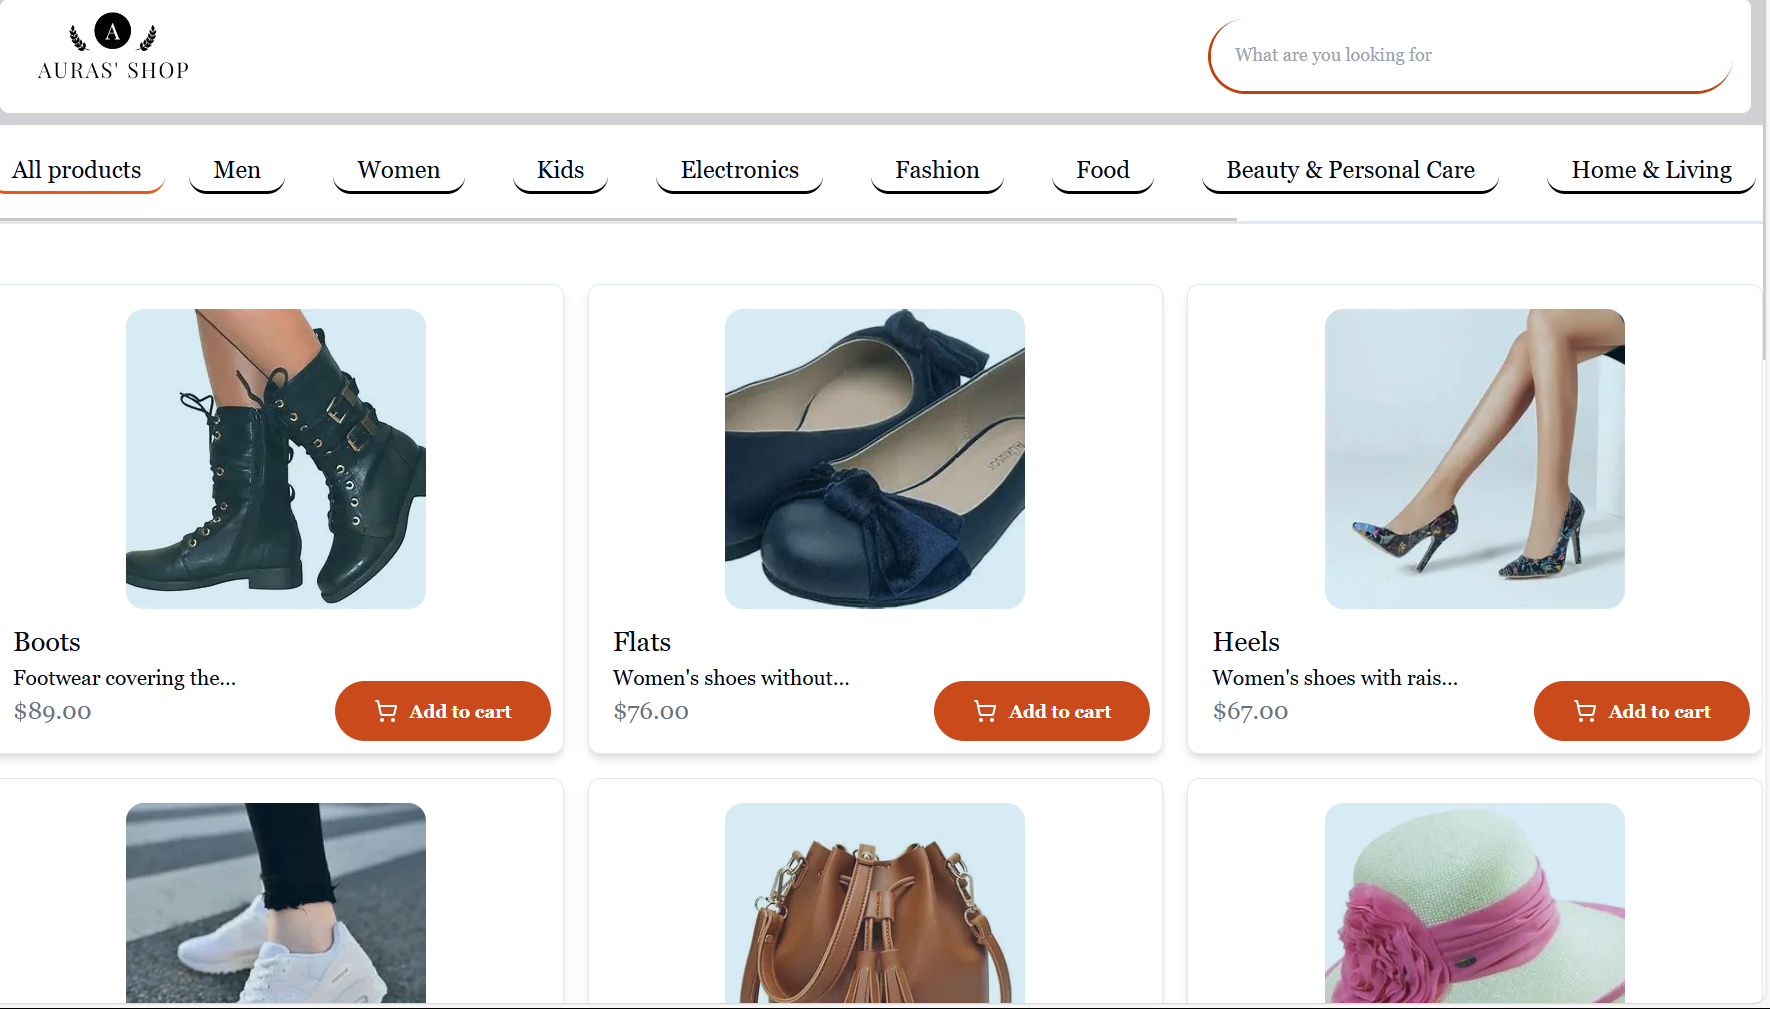 A
AURAS' SHOP
What are you looking for
All products
Men
Women
Kids
Electronics
Fashion
Food
Beauty & Personal Care
Home & Living
Boots
Footwear covering the...
$89.00
Add to cart
Flats
Women's shoes without...
$76.00
Add to cart
Heels
Women's shoes with rais...
$67.00
Add to cart